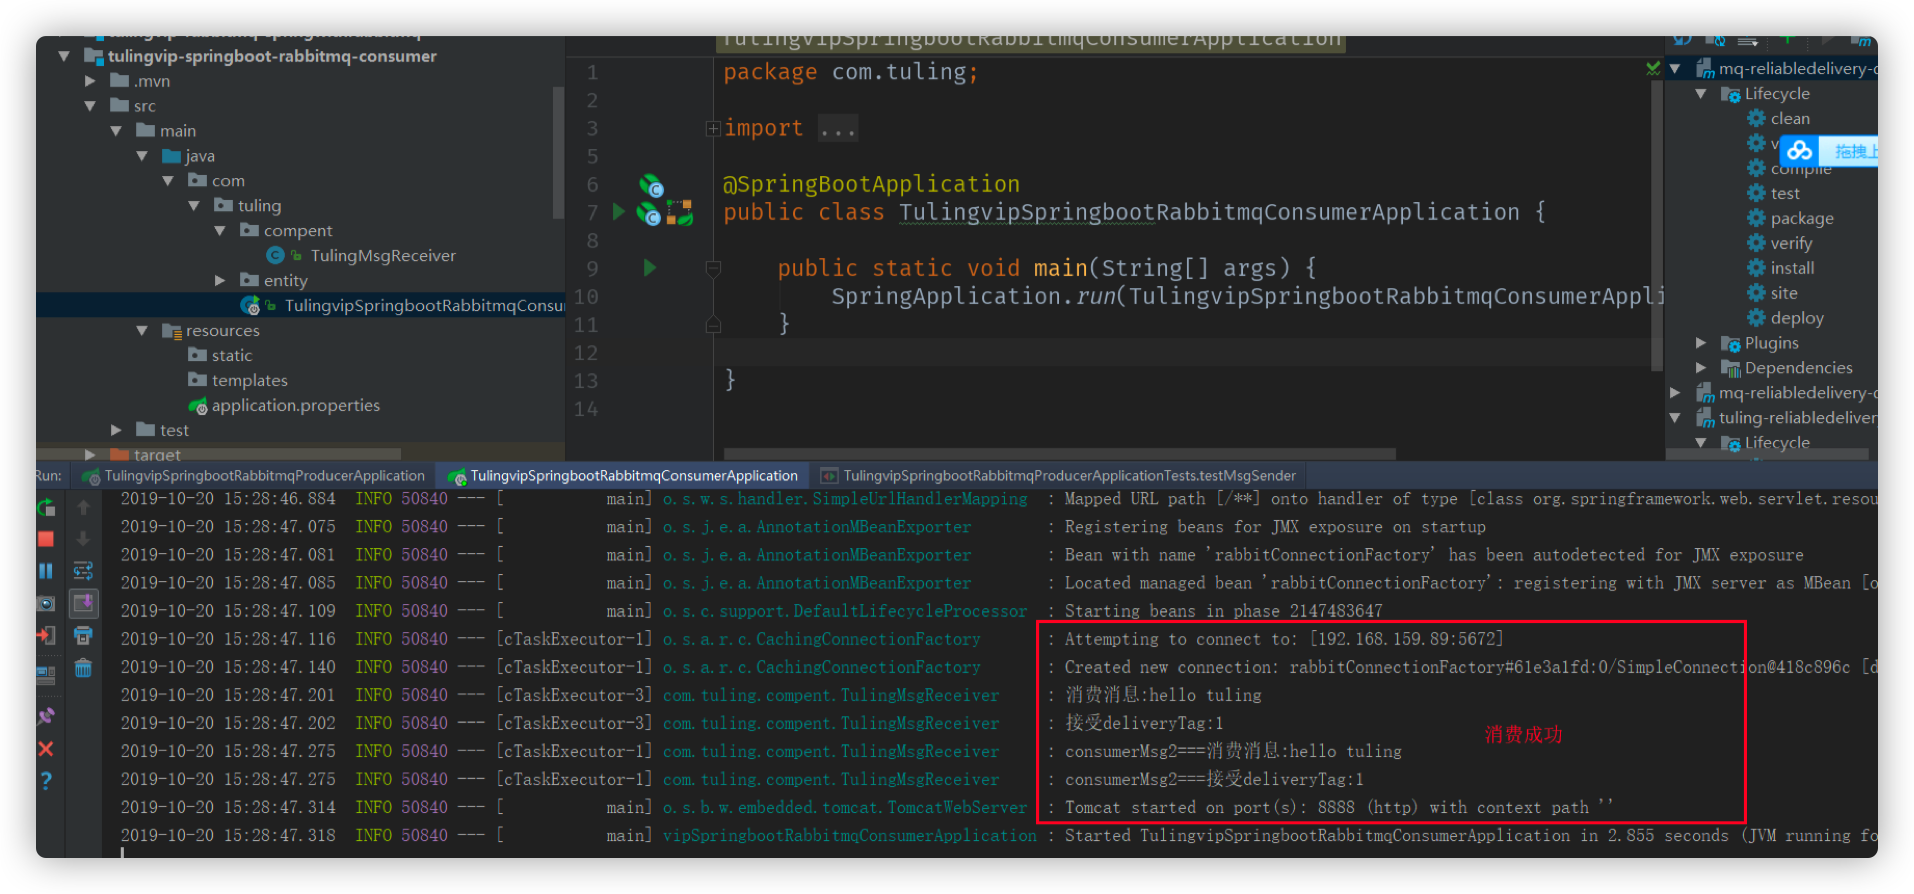 tulingvip-springboot-rabbitmq-consumer
.mvn
src
main
java
com
tuling
compent
TulingMsgReceiver
entity
TulingvipSpringbootRabbitmqConsu
resources
static
templates
application.properties
test
target
TulingvipSpringbootRabbitmqConsumerApplication
1 package com.tuling;
2
3 import ...
5
6 @SpringBootApplication
7 public class TulingvipSpringbootRabbitmqConsumerApplication {
8
9 public static void main(String[] args) {
10 SpringApplication.run(TulingvipSpringbootRabbitmqConsumerAppli
11 }
12
13 }
14
mq-reliabledelivery-c
Lifecycle
clean
拖拽上
compile
test
package
verify
install
site
deploy
Plugins
Dependencies
mq-reliabledelivery-c
tuling-reliabledeliver
Lifecycle
Run: TulingvipSpringbootRabbitmqProducerApplication TulingvipSpringbootRabbitmqConsumerApplication TulingvipSpringbootRabbitmqProducerApplicationTests.testMsgSender
2019-10-20 15:28:46.884 INFO 50840 --- [ main] o.s.w.s.handler.SimpleUrlHandlerMapping : Mapped URL path [/**] onto handler of type [class org.springframework.web.servlet.resou
2019-10-20 15:28:47.075 INFO 50840 --- [ main] o.s.j.e.a.AnnotationMBeanExporter : Registering beans for JMX exposure on startup
2019-10-20 15:28:47.081 INFO 50840 --- [ main] o.s.j.e.a.AnnotationMBeanExporter : Bean with name 'rabbitConnectionFactory' has been autodetected for JMX exposure
2019-10-20 15:28:47.085 INFO 50840 --- [ main] o.s.j.e.a.AnnotationMBeanExporter : Located managed bean 'rabbitConnectionFactory': registering with JMX server as MBean [o
2019-10-20 15:28:47.109 INFO 50840 --- [ main] o.s.c.support.DefaultLifecycleProcessor : Starting beans in phase 2147483647
2019-10-20 15:28:47.116 INFO 50840 --- [cTaskExecutor-1] o.s.a.r.c.CachingConnectionFactory : Attempting to connect to: [192.168.159.89:5672]
2019-10-20 15:28:47.140 INFO 50840 --- [cTaskExecutor-1] o.s.a.r.c.CachingConnectionFactory : Created new connection: rabbitConnectionFactory#61e3a1fd:0/SimpleConnection@418c896c [d
2019-10-20 15:28:47.201 INFO 50840 --- [cTaskExecutor-3] com.tuling.compent.TulingMsgReceiver : 消费消息:hello tuling
2019-10-20 15:28:47.202 INFO 50840 --- [cTaskExecutor-3] com.tuling.compent.TulingMsgReceiver : 接受deliveryTag:1
消费成功
2019-10-20 15:28:47.275 INFO 50840 --- [cTaskExecutor-1] com.tuling.compent.TulingMsgReceiver : consumerMsg2===消费消息:hello tuling
2019-10-20 15:28:47.275 INFO 50840 --- [cTaskExecutor-1] com.tuling.compent.TulingMsgReceiver : consumerMsg2===接受deliveryTag:1
2019-10-20 15:28:47.314 INFO 50840 --- [ main] o.s.b.w.embedded.tomcat.TomcatWebServer : Tomcat started on port(s): 8888 (http) with context path ''
2019-10-20 15:28:47.318 INFO 50840 --- [ main] vipSpringbootRabbitmqConsumerApplication : Started TulingvipSpringbootRabbitmqConsumerApplication in 2.855 seconds (JVM running fo